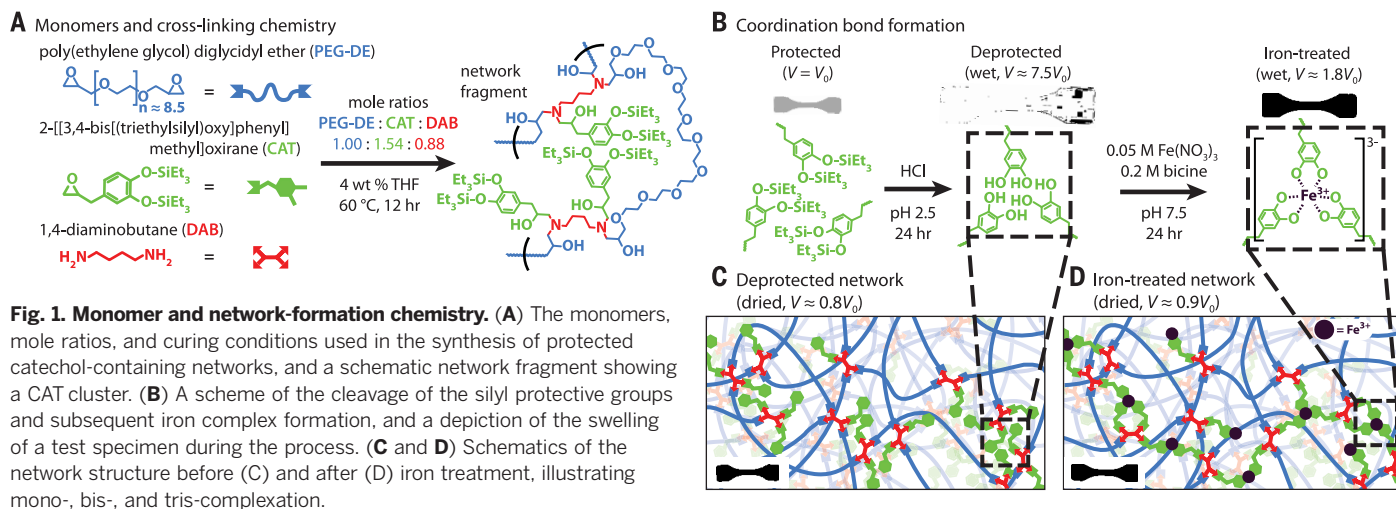 A Monomers and cross-linking chemistry
poly(ethylene glycol) diglycidyl ether (PEG-DE)
O
O
O
O
n ≈ 8.5
=
2-[[3,4-bis[(triethylsilyl)oxy]phenyl]
methyl]oxirane (CAT)
O
O-SiEt3
O-SiEt3
=
1,4-diaminobutane (DAB)
H2N
NH2
=
mole ratios
PEG-DE : CAT : DAB
1.00 : 1.54 : 0.88
4 wt % THF
60 °C, 12 hr
network
fragment
HO
HO
OH
N
N
OH
HO
O-SiEt3
O-SiEt3
Et3Si-O
O-SiEt3
Et3Si-O
Et3Si-O
OH
HO
N
N
OH
OH
O
O
O
O
O
O
O
O
O
B Coordination bond formation
Protected
(V = V0)
O-SiEt3
O-SiEt3
O-SiEt3
O-SiEt3
Et3Si-O
Et3Si-O
HCl
pH 2.5
24 hr
Deprotected
(wet, V ≈ 7.5V0)
OH
HO
HO
OH
HO
HO
0.05 M Fe(NO3)3
0.2 M bicine
pH 7.5
24 hr
Iron-treated
(wet, V ≈ 1.8V0)
3-
O
O
O
Fe3+
O
O
O
C Deprotected network
(dried, V ≈ 0.8V0)
D Iron-treated network
(dried, V ≈ 0.9V0)
= Fe3+
Fig. 1. Monomer and network-formation chemistry. (A) The monomers,
mole ratios, and curing conditions used in the synthesis of protected
catechol-containing networks, and a schematic network fragment showing
a CAT cluster. (B) A scheme of the cleavage of the silyl protective groups
and subsequent iron complex formation, and a depiction of the swelling
of a test specimen during the process. (C and D) Schematics of the
network structure before (C) and after (D) iron treatment, illustrating
mono-, bis-, and tris-complexation.